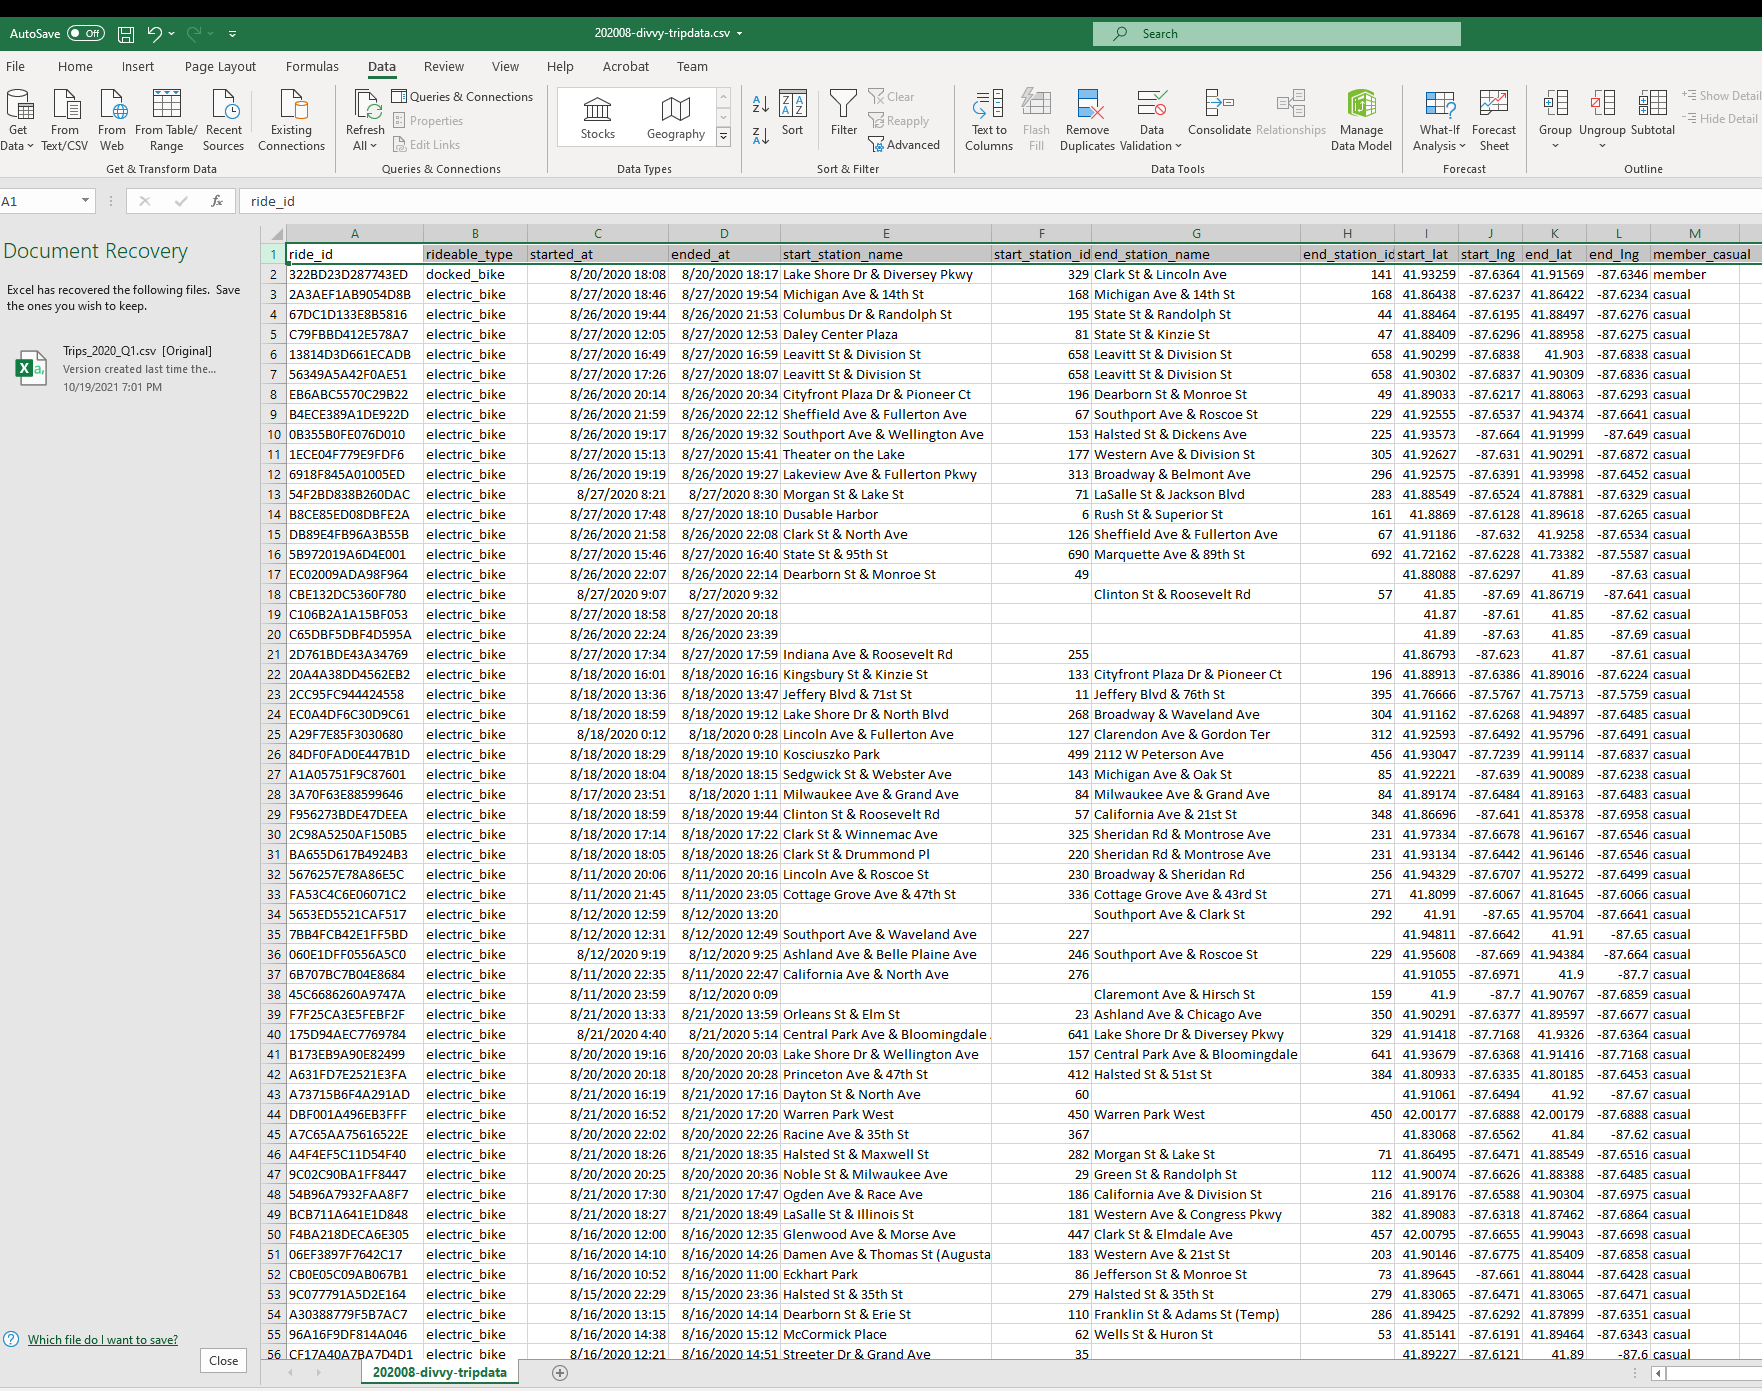 AutoSave Off 202008-divvy-tripdata.csv Search
File Home Insert Page Layout Formulas Data Review View Help Acrobat Team
Get Data From Text/CSV From Web From Table/ Range Recent Sources Existing Connections Refresh All Queries & Connections Properties Edit Links Stocks Geography Sort Filter Clear Reapply Advanced Text to Columns Flash Fill Remove Duplicates Data Validation Consolidate Relationships Manage Data Model What-If Analysis Forecast Sheet Group Ungroup Subtotal Show Detail Hide Detail
Get & Transform Data Queries & Connections Data Types Sort & Filter Data Tools Forecast Outline
A1 fx ride_id
Document Recovery
Excel has recovered the following files. Save
the ones you wish to keep.
Trips_2020_Q1.csv [Original]
Version created last time the...
10/19/2021 7:01 PM
Which file do I want to save?
Close
A B C D E F G H I J K L M
1 ride_id rideable_type started_at ended_at start_station_name start_station_id end_station_name end_station_id start_lat start_lng end_lat end_lng member_casual
2 322BD23D287743ED docked_bike 8/20/2020 18:08 8/20/2020 18:17 Lake Shore Dr & Diversey Pkwy 329 Clark St & Lincoln Ave 141 41.93259 -87.6364 41.91569 -87.6346 member
3 2A3AEF1AB9054D8B electric_bike 8/27/2020 18:46 8/27/2020 19:54 Michigan Ave & 14th St 168 Michigan Ave & 14th St 168 41.86438 -87.6237 41.86422 -87.6234 casual
4 67DC1D133E8B5816 electric_bike 8/26/2020 19:44 8/26/2020 21:53 Columbus Dr & Randolph St 195 State St & Randolph St 44 41.88464 -87.6195 41.88497 -87.6276 casual
5 C79FBBD412E578A7 electric_bike 8/27/2020 12:05 8/27/2020 12:53 Daley Center Plaza 81 State St & Kinzie St 47 41.88409 -87.6296 41.88958 -87.6275 casual
6 13814D3D661ECADB electric_bike 8/27/2020 16:49 8/27/2020 16:59 Leavitt St & Division St 658 Leavitt St & Division St 658 41.90299 -87.6838 41.903 -87.6838 casual
7 56349A5A42F0AE51 electric_bike 8/27/2020 17:26 8/27/2020 18:07 Leavitt St & Division St 658 Leavitt St & Division St 658 41.90302 -87.6837 41.90309 -87.6836 casual
8 EB6ABC5570C29B22 electric_bike 8/26/2020 20:14 8/26/2020 20:34 Cityfront Plaza Dr & Pioneer Ct 196 Dearborn St & Monroe St 49 41.89033 -87.6217 41.88063 -87.6293 casual
9 B4ECE389A1DE922D electric_bike 8/26/2020 21:59 8/26/2020 22:12 Sheffield Ave & Fullerton Ave 67 Southport Ave & Roscoe St 229 41.92555 -87.6537 41.94374 -87.6641 casual
10 0B355B0FE076D010 electric_bike 8/26/2020 19:17 8/26/2020 19:32 Southport Ave & Wellington Ave 153 Halsted St & Dickens Ave 225 41.93573 -87.664 41.91999 -87.649 casual
11 1ECE04F779E9FDF6 electric_bike 8/27/2020 15:13 8/27/2020 15:41 Theater on the Lake 177 Western Ave & Division St 305 41.92627 -87.631 41.90291 -87.6872 casual
12 6918F845A01005ED electric_bike 8/26/2020 19:19 8/26/2020 19:27 Lakeview Ave & Fullerton Pkwy 313 Broadway & Belmont Ave 296 41.92575 -87.6391 41.93998 -87.6452 casual
13 54F2BD838B260DAC electric_bike 8/27/2020 8:21 8/27/2020 8:30 Morgan St & Lake St 71 LaSalle St & Jackson Blvd 283 41.88549 -87.6524 41.87881 -87.6329 casual
14 B8CE85ED08DBFE2A electric_bike 8/27/2020 17:48 8/27/2020 18:10 Dusable Harbor 6 Rush St & Superior St 161 41.8869 -87.6128 41.89618 -87.6265 casual
15 DB89E4FB96A3B55B electric_bike 8/26/2020 21:58 8/26/2020 22:08 Clark St & North Ave 126 Sheffield Ave & Fullerton Ave 67 41.91186 -87.632 41.9258 -87.6534 casual
16 5B972019A6D4E001 electric_bike 8/27/2020 15:46 8/27/2020 16:40 State St & 95th St 690 Marquette Ave & 89th St 692 41.72162 -87.6228 41.73382 -87.5587 casual
17 EC02009ADA98F964 electric_bike 8/26/2020 22:07 8/26/2020 22:14 Dearborn St & Monroe St 49 41.88088 -87.6297 41.89 -87.63 casual
18 CBE132DC5360F780 electric_bike 8/27/2020 9:07 8/27/2020 9:32 Clinton St & Roosevelt Rd 57 41.85 -87.69 41.86719 -87.641 casual
19 C106B2A1A15BF053 electric_bike 8/27/2020 18:58 8/27/2020 20:18 41.87 -87.61 41.85 -87.62 casual
20 C65DBF5DBF4D595A electric_bike 8/26/2020 22:24 8/26/2020 23:39 41.89 -87.63 41.85 -87.69 casual
21 2D761BDE43A34769 electric_bike 8/27/2020 17:34 8/27/2020 17:59 Indiana Ave & Roosevelt Rd 255 41.86793 -87.623 41.87 -87.61 casual
22 20A4A38DD4562EB2 electric_bike 8/18/2020 16:01 8/18/2020 16:16 Kingsbury St & Kinzie St 133 Cityfront Plaza Dr & Pioneer Ct 196 41.88913 -87.6386 41.89016 -87.6224 casual
23 2CC95FC944424558 electric_bike 8/18/2020 13:36 8/18/2020 13:47 Jeffery Blvd & 71st St 11 Jeffery Blvd & 76th St 395 41.76666 -87.5767 41.75713 -87.5759 casual
24 EC0A4DF6C30D9C61 electric_bike 8/18/2020 18:59 8/18/2020 19:12 Lake Shore Dr & North Blvd 268 Broadway & Waveland Ave 304 41.91162 -87.6268 41.94897 -87.6485 casual
25 A29F7E85F3030680 electric_bike 8/18/2020 0:12 8/18/2020 0:28 Lincoln Ave & Fullerton Ave 127 Clarendon Ave & Gordon Ter 312 41.92593 -87.6492 41.95796 -87.6491 casual
26 84DF0FAD0E447B1D electric_bike 8/18/2020 18:29 8/18/2020 19:10 Kosciuszko Park 499 2112 W Peterson Ave 456 41.93047 -87.7239 41.99114 -87.6837 casual
27 A1A05751F9C87601 electric_bike 8/18/2020 18:04 8/18/2020 18:15 Sedgwick St & Webster Ave 143 Michigan Ave & Oak St 85 41.92221 -87.639 41.90089 -87.6238 casual
28 3A70F63E88599646 electric_bike 8/17/2020 23:51 8/18/2020 1:11 Milwaukee Ave & Grand Ave 84 Milwaukee Ave & Grand Ave 84 41.89174 -87.6484 41.89163 -87.6483 casual
29 F956273BDE47DEEA electric_bike 8/18/2020 18:59 8/18/2020 19:44 Clinton St & Roosevelt Rd 57 California Ave & 21st St 348 41.86696 -87.641 41.85378 -87.6958 casual
30 2C98A5250AF150B5 electric_bike 8/18/2020 17:14 8/18/2020 17:22 Clark St & Winnemac Ave 325 Sheridan Rd & Montrose Ave 231 41.97334 -87.6678 41.96167 -87.6546 casual
31 BA655D617B4924B3 electric_bike 8/18/2020 18:05 8/18/2020 18:26 Clark St & Drummond Pl 220 Sheridan Rd & Montrose Ave 231 41.93134 -87.6442 41.96146 -87.6546 casual
32 5676257E78A86E5C electric_bike 8/11/2020 20:06 8/11/2020 20:16 Lincoln Ave & Roscoe St 230 Broadway & Sheridan Rd 256 41.94329 -87.6707 41.95272 -87.6499 casual
33 FA53C4C6E06071C2 electric_bike 8/11/2020 21:45 8/11/2020 23:05 Cottage Grove Ave & 47th St 336 Cottage Grove Ave & 43rd St 271 41.8099 -87.6067 41.81645 -87.6066 casual
34 5653ED5521CAF517 electric_bike 8/12/2020 12:59 8/12/2020 13:20 Southport Ave & Clark St 292 41.91 -87.65 41.95704 -87.6641 casual
35 7BB4FCB42E1FF5BD electric_bike 8/12/2020 12:31 8/12/2020 12:49 Southport Ave & Waveland Ave 227 41.94811 -87.6642 41.91 -87.65 casual
36 060E1DFF0556A5C0 electric_bike 8/12/2020 9:19 8/12/2020 9:25 Ashland Ave & Belle Plaine Ave 246 Southport Ave & Roscoe St 229 41.95608 -87.669 41.94384 -87.664 casual
37 6B707BC7B04E8684 electric_bike 8/11/2020 22:35 8/11/2020 22:47 California Ave & North Ave 276 41.91055 -87.6971 41.9 -87.7 casual
38 45C6686260A9747A electric_bike 8/11/2020 23:59 8/12/2020 0:09 Claremont Ave & Hirsch St 159 41.9 -87.7 41.90767 -87.6859 casual
39 F7F25CA3E5FEBF2F electric_bike 8/21/2020 13:33 8/21/2020 13:59 Orleans St & Elm St 23 Ashland Ave & Chicago Ave 350 41.90291 -87.6377 41.89597 -87.6677 casual
40 175D94AEC7769784 electric_bike 8/21/2020 4:40 8/21/2020 5:14 Central Park Ave & Bloomingdale 641 Lake Shore Dr & Diversey Pkwy 329 41.91418 -87.7168 41.9326 -87.6364 casual
41 B173EB9A90E82499 electric_bike 8/20/2020 19:16 8/20/2020 20:03 Lake Shore Dr & Wellington Ave 157 Central Park Ave & Bloomingdale 641 41.93679 -87.6368 41.91416 -87.7168 casual
42 A631FD7E2521E3FA electric_bike 8/20/2020 20:18 8/20/2020 20:28 Princeton Ave & 47th St 412 Halsted St & 51st St 384 41.80933 -87.6335 41.80185 -87.6453 casual
43 A73715B6F4A291AD electric_bike 8/21/2020 16:19 8/21/2020 17:16 Dayton St & North Ave 60 41.91061 -87.6494 41.92 -87.67 casual
44 DBF001A496EB3FFF electric_bike 8/21/2020 16:52 8/21/2020 17:20 Warren Park West 450 Warren Park West 450 42.00177 -87.6888 42.00179 -87.6888 casual
45 A7C65AA75616522E electric_bike 8/20/2020 22:02 8/20/2020 22:26 Racine Ave & 35th St 367 41.83068 -87.6562 41.84 -87.62 casual
46 A4F4EF5C11D54F40 electric_bike 8/21/2020 18:26 8/21/2020 18:35 Halsted St & Maxwell St 282 Morgan St & Lake St 71 41.86495 -87.6471 41.88549 -87.6516 casual
47 9C02C90BA1FF8447 electric_bike 8/20/2020 20:25 8/20/2020 20:36 Noble St & Milwaukee Ave 29 Green St & Randolph St 112 41.90074 -87.6626 41.88388 -87.6485 casual
48 54B96A7932FAA8F7 electric_bike 8/21/2020 17:30 8/21/2020 17:47 Ogden Ave & Race Ave 186 California Ave & Division St 216 41.89176 -87.6588 41.90304 -87.6975 casual
49 BCB711A641E1D848 electric_bike 8/21/2020 18:27 8/21/2020 18:49 LaSalle St & Illinois St 181 Western Ave & Congress Pkwy 382 41.89083 -87.6318 41.87462 -87.6864 casual
50 F4BA218DECA6E305 electric_bike 8/16/2020 12:00 8/16/2020 12:35 Glenwood Ave & Morse Ave 447 Clark St & Elmdale Ave 457 42.00795 -87.6655 41.99043 -87.6698 casual
51 06EF3897F7642C17 electric_bike 8/16/2020 14:10 8/16/2020 14:26 Damen Ave & Thomas St (Augusta 183 Western Ave & 21st St 203 41.90146 -87.6775 41.85409 -87.6858 casual
52 CB0E05C09AB067B1 electric_bike 8/16/2020 10:52 8/16/2020 11:00 Eckhart Park 86 Jefferson St & Monroe St 73 41.89645 -87.661 41.88044 -87.6428 casual
53 9C077791A5D2E164 electric_bike 8/15/2020 22:29 8/15/2020 23:36 Halsted St & 35th St 279 Halsted St & 35th St 279 41.83065 -87.6471 41.83065 -87.6471 casual
54 A30388779F5B7AC7 electric_bike 8/16/2020 13:15 8/16/2020 14:14 Dearborn St & Erie St 110 Franklin St & Adams St (Temp) 286 41.89425 -87.6292 41.87899 -87.6351 casual
55 96A16F9DF814A046 electric_bike 8/16/2020 14:38 8/16/2020 15:12 McCormick Place 62 Wells St & Huron St 53 41.85141 -87.6191 41.89464 -87.6343 casual
56 CF17A40A7BA7D4D1 electric_bike 8/16/2020 12:21 8/16/2020 14:51 Streeter Dr & Grand Ave 35 41.89227 -87.6121 41.89 -87.6 casual
202008-divvy-tripdata